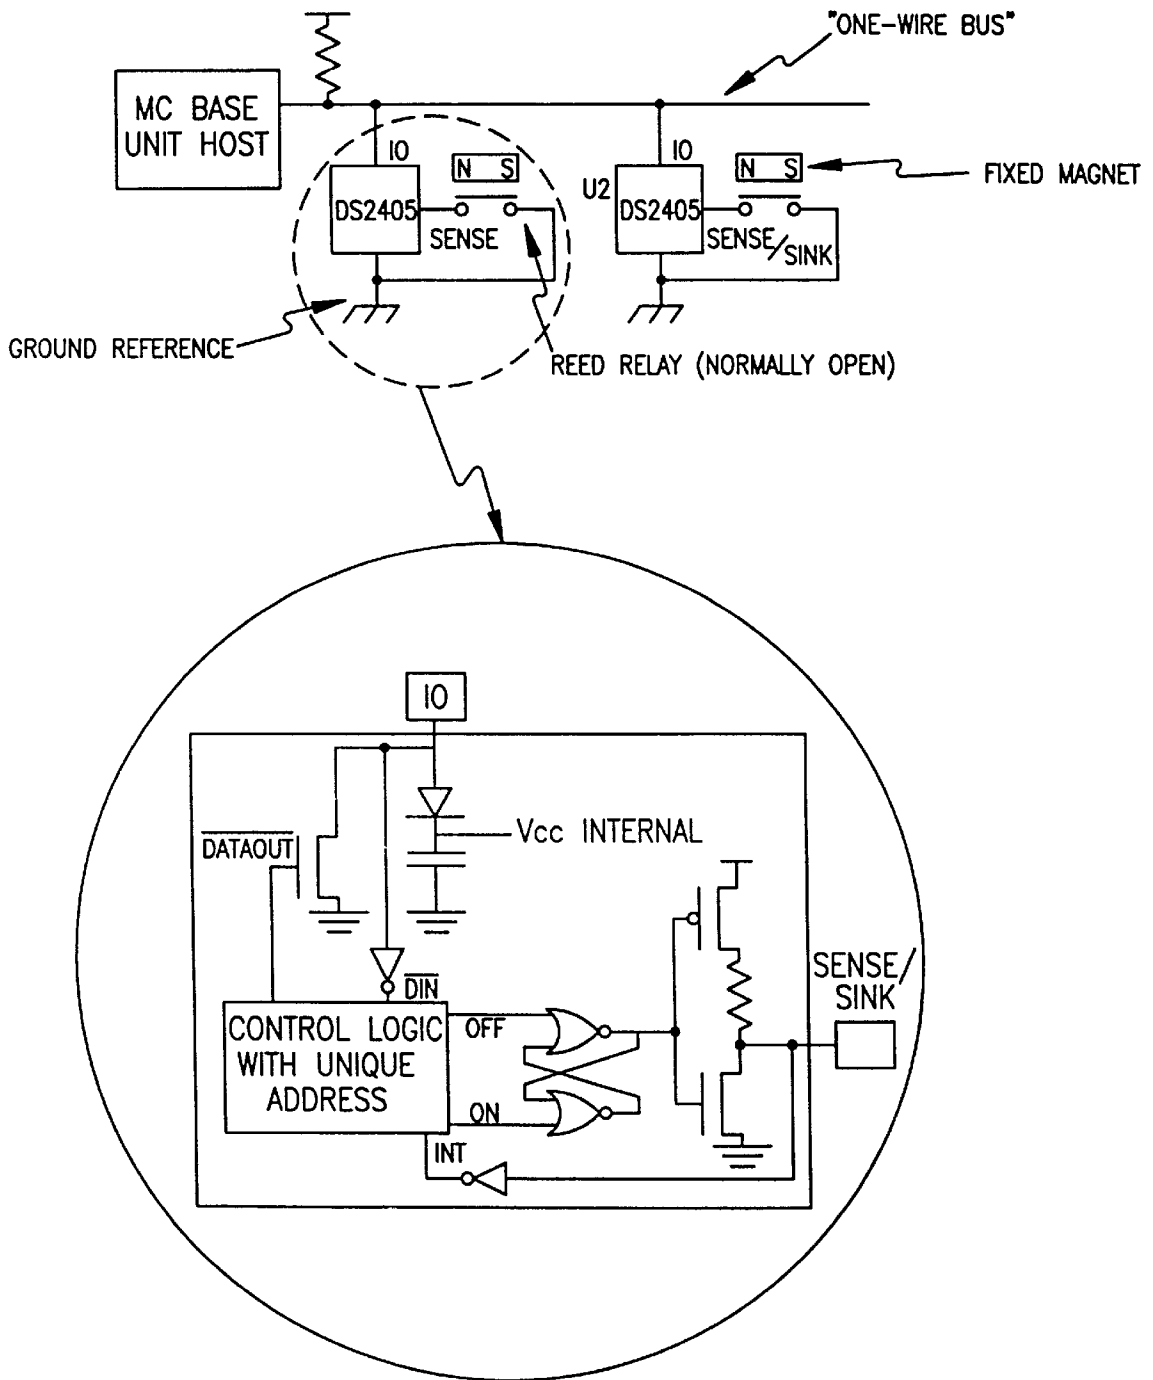 "ONE-WIRE BUS"
MC BASE
UNIT HOST
IO
N S
DS2405
SENSE
U2
IO
N S
DS2405
SENSE/
SINK
FIXED MAGNET
GROUND REFERENCE
REED RELAY (NORMALLY OPEN)
IO
Vcc INTERNAL
DATAOUT
DIN
CONTROL LOGIC
WITH UNIQUE
ADDRESS
OFF
ON
INT
SENSE/
SINK